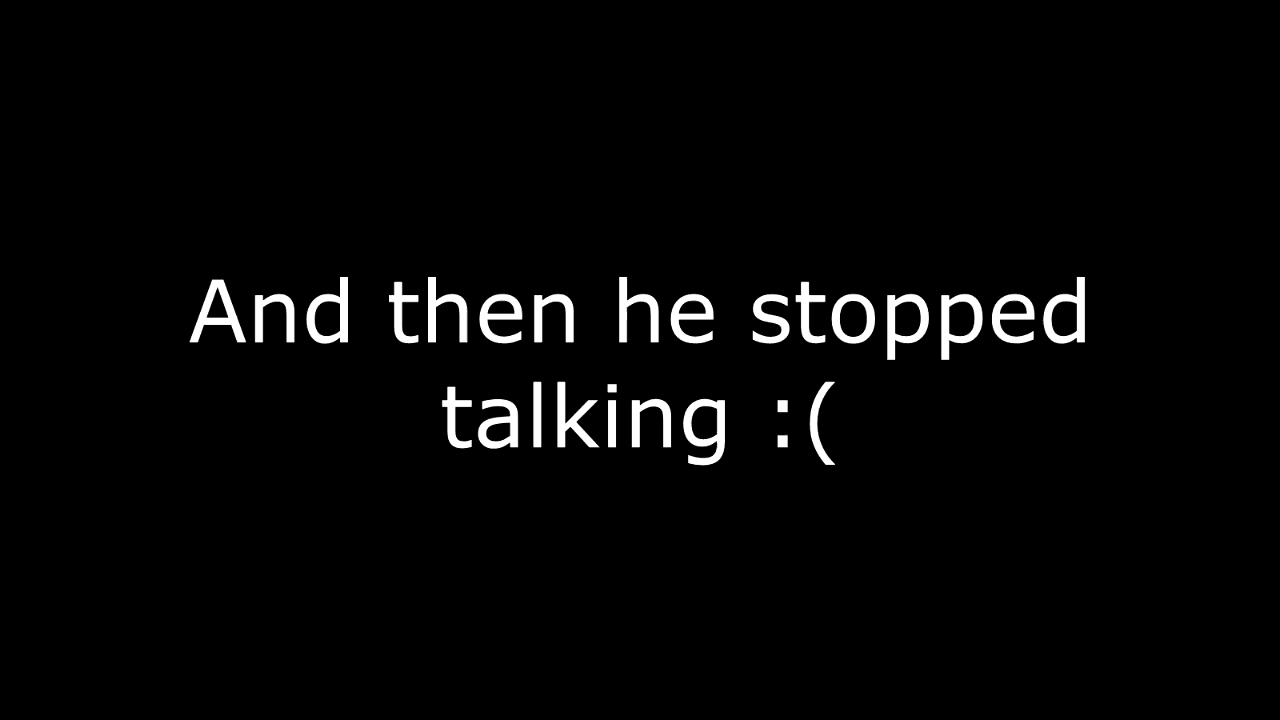 And then he stopped
talking :(